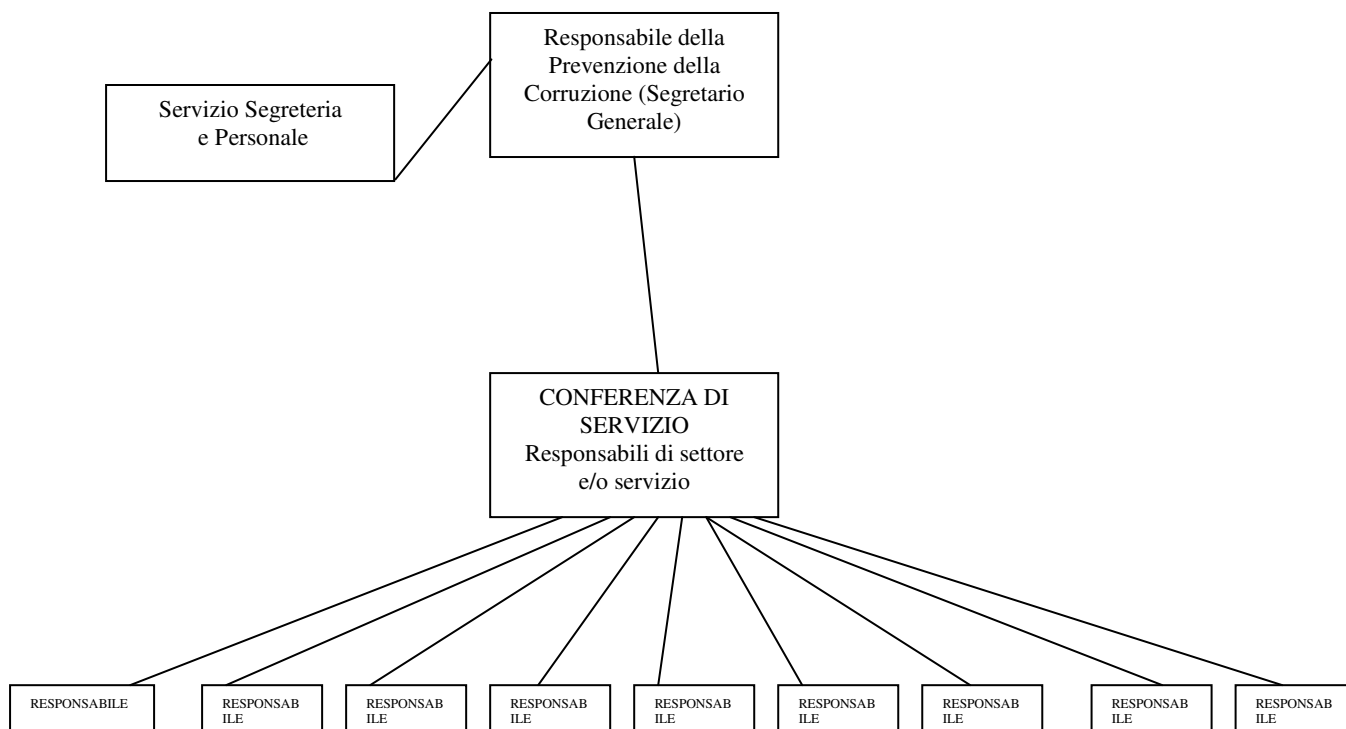 Responsabile della
Prevenzione della
Corruzione (Segretario
Generale)
Servizio Segreteria
e Personale
CONFERENZA DI
SERVIZIO
Responsabili di settore
e/o servizio
RESPONSABILE
RESPONSAB
ILE
RESPONSAB
ILE
RESPONSAB
ILE
RESPONSAB
ILE
RESPONSAB
ILE
RESPONSAB
ILE
RESPONSAB
ILE
RESPONSAB
ILE